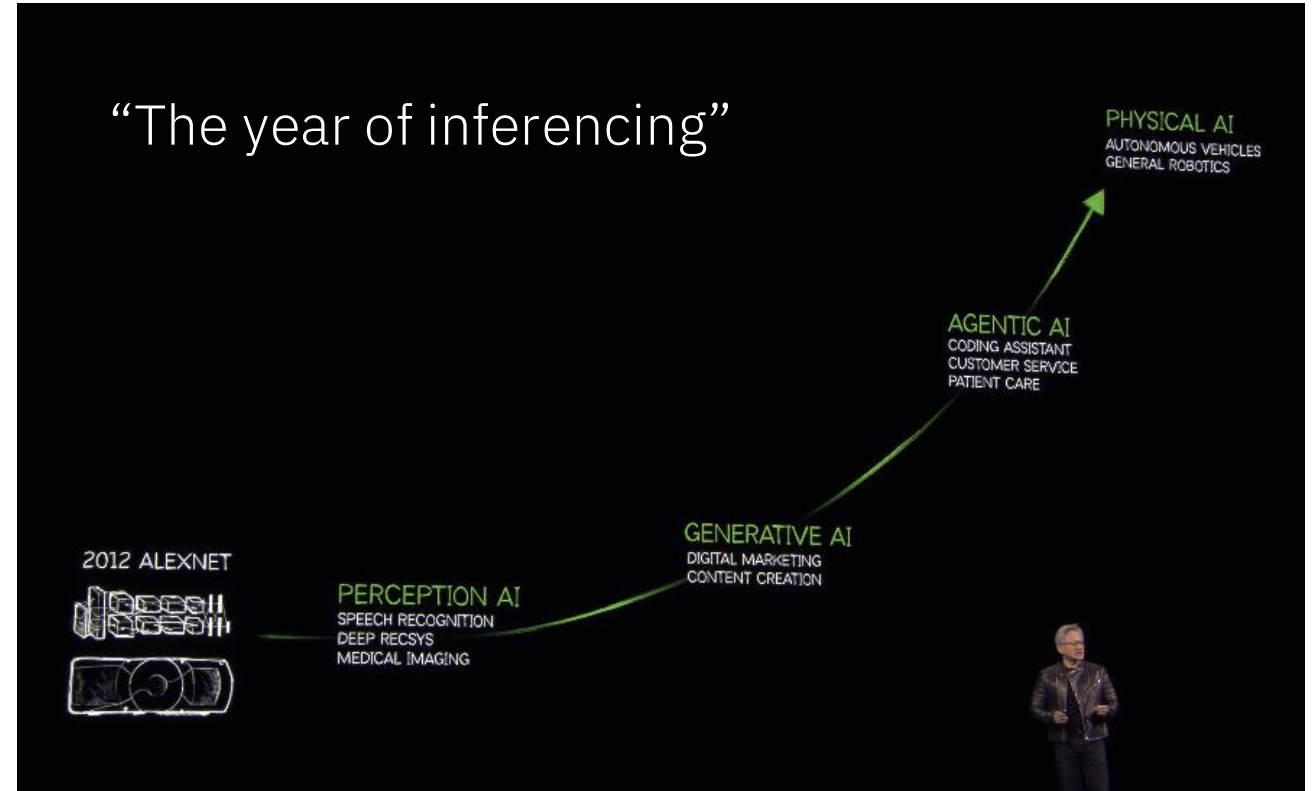 “The year of inferencing”
PHYSICAL AI
AUTONOMOUS VEHICLES
GENERAL ROBOTICS
AGENTIC AI
CODING ASSISTANT
CUSTOMER SERVICE
PATIENT CARE
GENERATIVE AI
DIGITAL MARKETING
CONTENT CREATION
2012 ALEXNET
PERCEPTION AI
SPEECH RECOGNITION
DEEP RECSYS
MEDICAL IMAGING